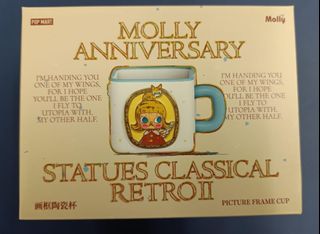 POP MART
Molly
MOLLY
ANNIVERSARY
I'M HANDING YOU
ONE OF MY WINGS,
FOR I HOPE
YOU'LL BE THE ONE
I FLY TO
UTOPIA WITH,
MY OTHER HALF.
I'M HANDING YOU
ONE OF MY WINGS,
FOR I HOPE
YOU'LL BE THE ONE
I FLY TO
UTOPIA WITH,
MY OTHER HALF.
STATUES CLASSICAL
RETRO II
画框陶瓷杯
PICTURE FRAME CUP